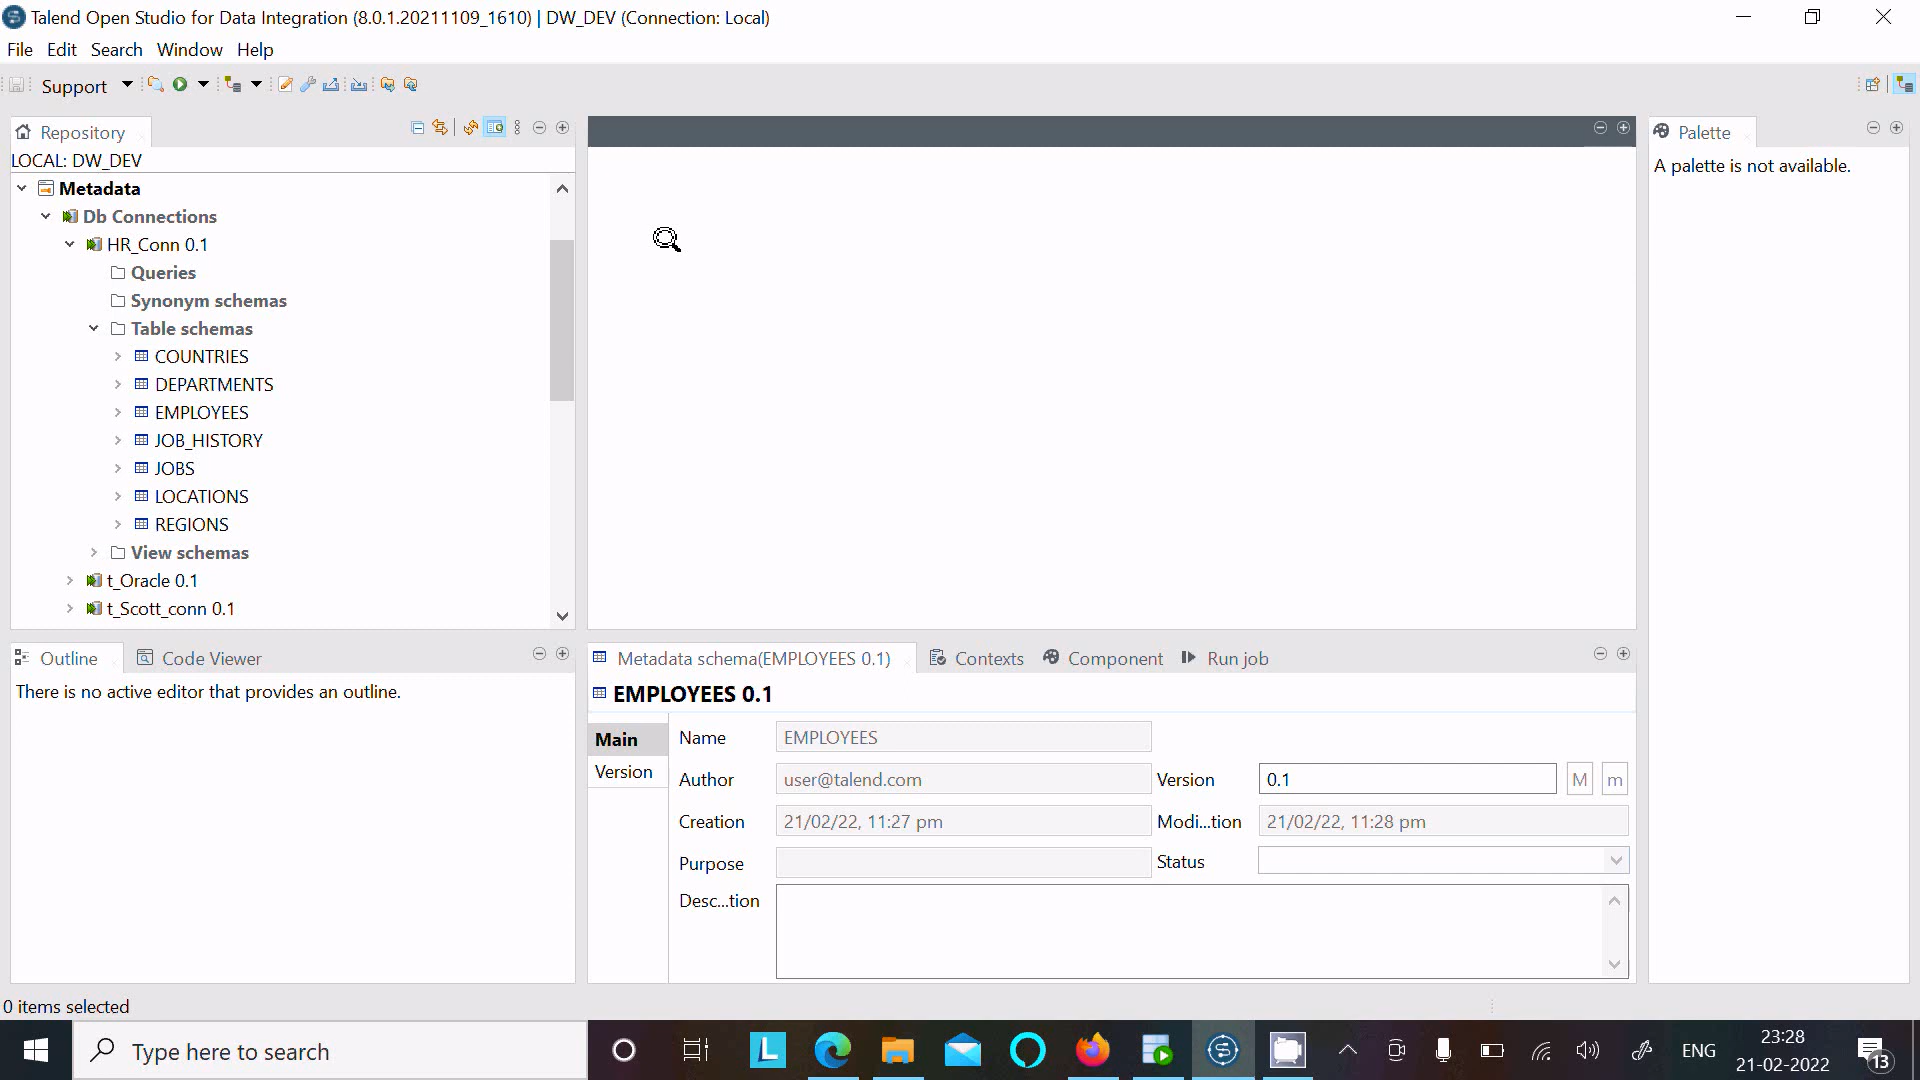 Talend Open Studio for Data Integration (8.0.1.20211109_1610) | DW_DEV (Connection: Local)
File Edit Search Window Help
Support
Repository
LOCAL: DW_DEV
Metadata
Db Connections
HR_Conn 0.1
Queries
Synonym schemas
Table schemas
COUNTRIES
DEPARTMENTS
EMPLOYEES
JOB_HISTORY
JOBS
LOCATIONS
REGIONS
View schemas
t_Oracle 0.1
t_Scott_conn 0.1
Palette
A palette is not available.
Outline Code Viewer
There is no active editor that provides an outline.
Metadata schema(EMPLOYEES 0.1) Contexts Component Run job
EMPLOYEES 0.1
Main
Version
Name EMPLOYEES
Author user@talend.com Version 0.1 M m
Creation 21/02/22, 11:27 pm Modi...tion 21/02/22, 11:28 pm
Purpose Status
Desc...tion
0 items selected
Type here to search
L
ENG
23:28
21-02-2022
13